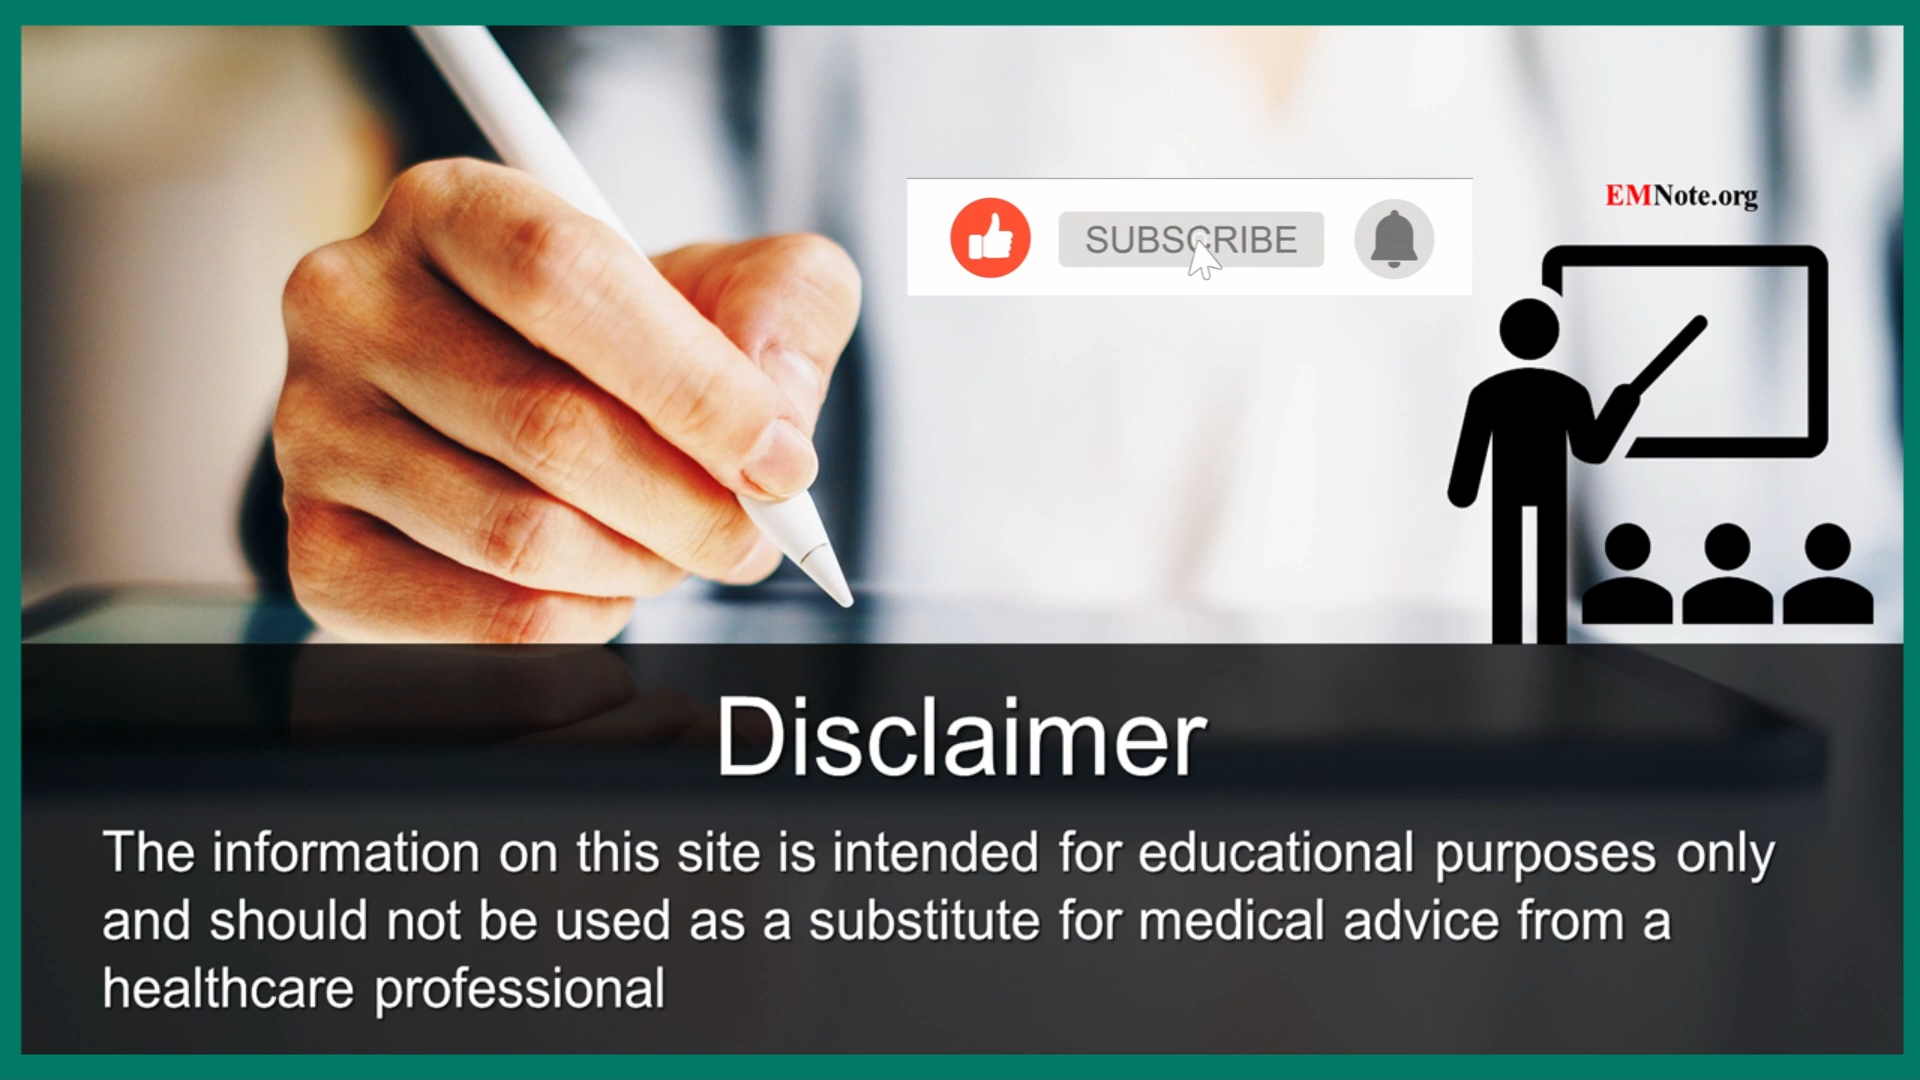 SUBSCRIBE
EMNote.org
Disclaimer
The information on this site is intended for educational purposes only
and should not be used as a substitute for medical advice from a
healthcare professional